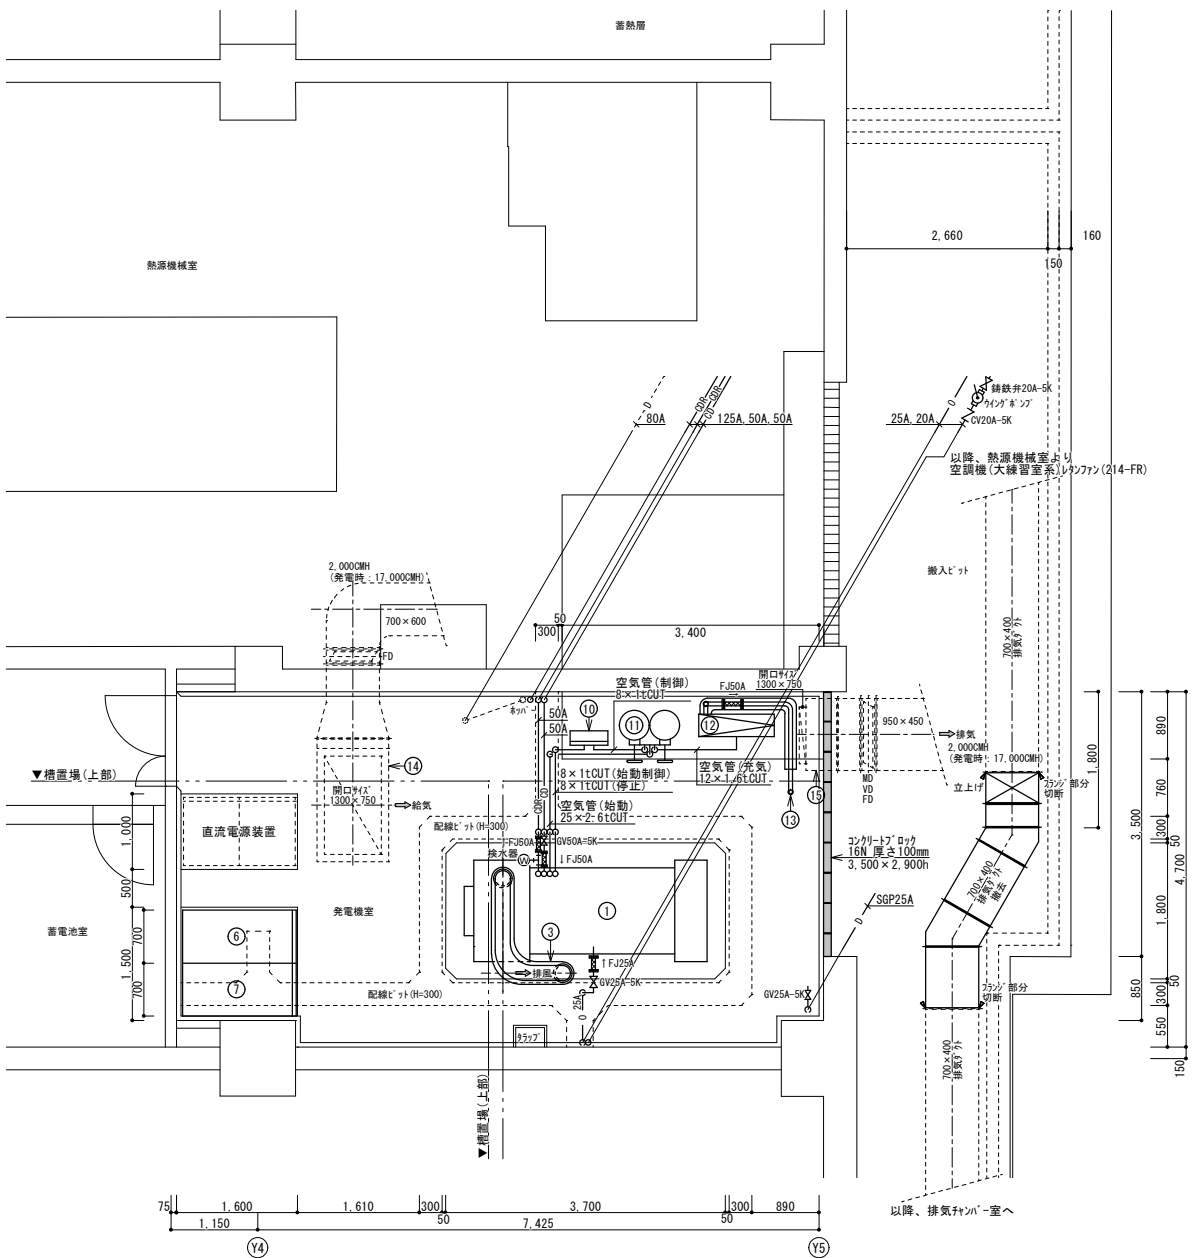 蓄熱層
熱源機械室
2,660
160
150
鋳鉄弁20A-5K
ウイングポンプ
CV20A-5K
D
80A
CDR
CD
CDR
125A, 50A, 50A
25A, 20A
O
以降、熱源機械室より
空調機(大練習室系)レタンファン(214-FR)
搬入ピット
2,000CMH
(発電時：17,000CMH)
700×600
FD
50
300
3,400
700×400
排気ダクト
空気管(制御)
8×1tCUT
FJ50A
開口サイズ
1300×750
ホッパー
50A
50A
10
11
12
950×450
排気
2,000CMH
(発電時：17,000CMH)
▼槽置場(上部)
14
8×1tCUT(始動制御)
8×1tCUT(停止)
空気管(充気)
12×1.6tCUT
15
MD
VD
FD
立上げ
フランジ部分
切断
開口サイズ
1300×750
給気
CDR
CD
空気管(始動)
25×2.6tCUT
13
直流電源装置
配線ピット(H=300)
FJ50A
GV50A-5K
検水器
W
FJ50A
コンクリートブロック
16N 厚さ100mm
3,500×2,900h
700×400
排気ダクト
撤去
1
SGP25A
D
発電機室
蓄電池室
6
3
7
排風
FJ25A
GV25A-5K
GV25A-5K
25A
O
配線ピット(H=300)
フランジ部分
切断
タラップ
700×400
排気ダクト
▼槽置場(上部)
以降、排気チャンバー室へ
1,000
500
1,500
700
700
890
1,800
760
3,500
300
50
4,700
1,800
850
300
50
550
150
75
1,600
1,610
300
3,700
300
890
1,150
50
7,425
50
Y4
Y5